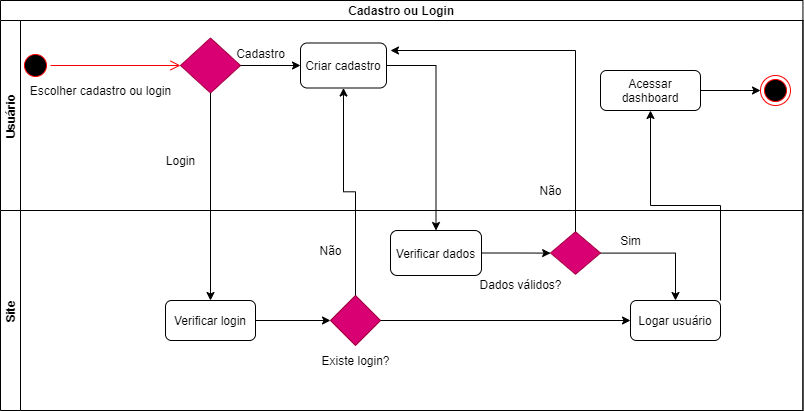 Cadastro ou Login
Usuário
Cadastro
Criar cadastro
Escolher cadastro ou login
Acessar
dashboard
Login
Não
Site
Não
Verificar dados
Sim
Dados válidos?
Verificar login
Existe login?
Logar usuário